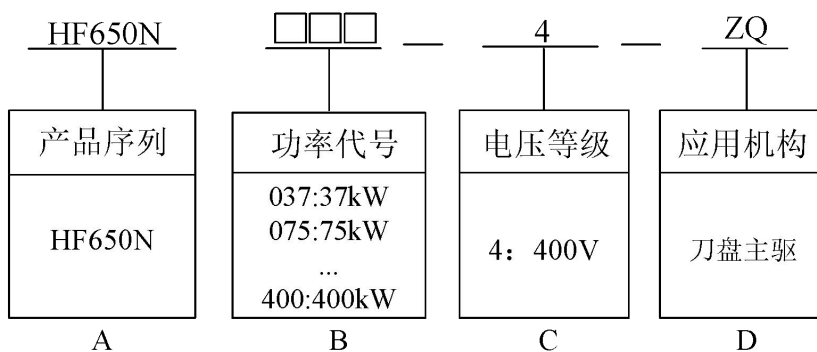 HF650N □□□ — 4 — ZQ
产品序列 功率代号 电压等级 应用机构
HF650N
037:37kW
075:75kW
...
400:400kW
4：400V
刀盘主驱
A B C D